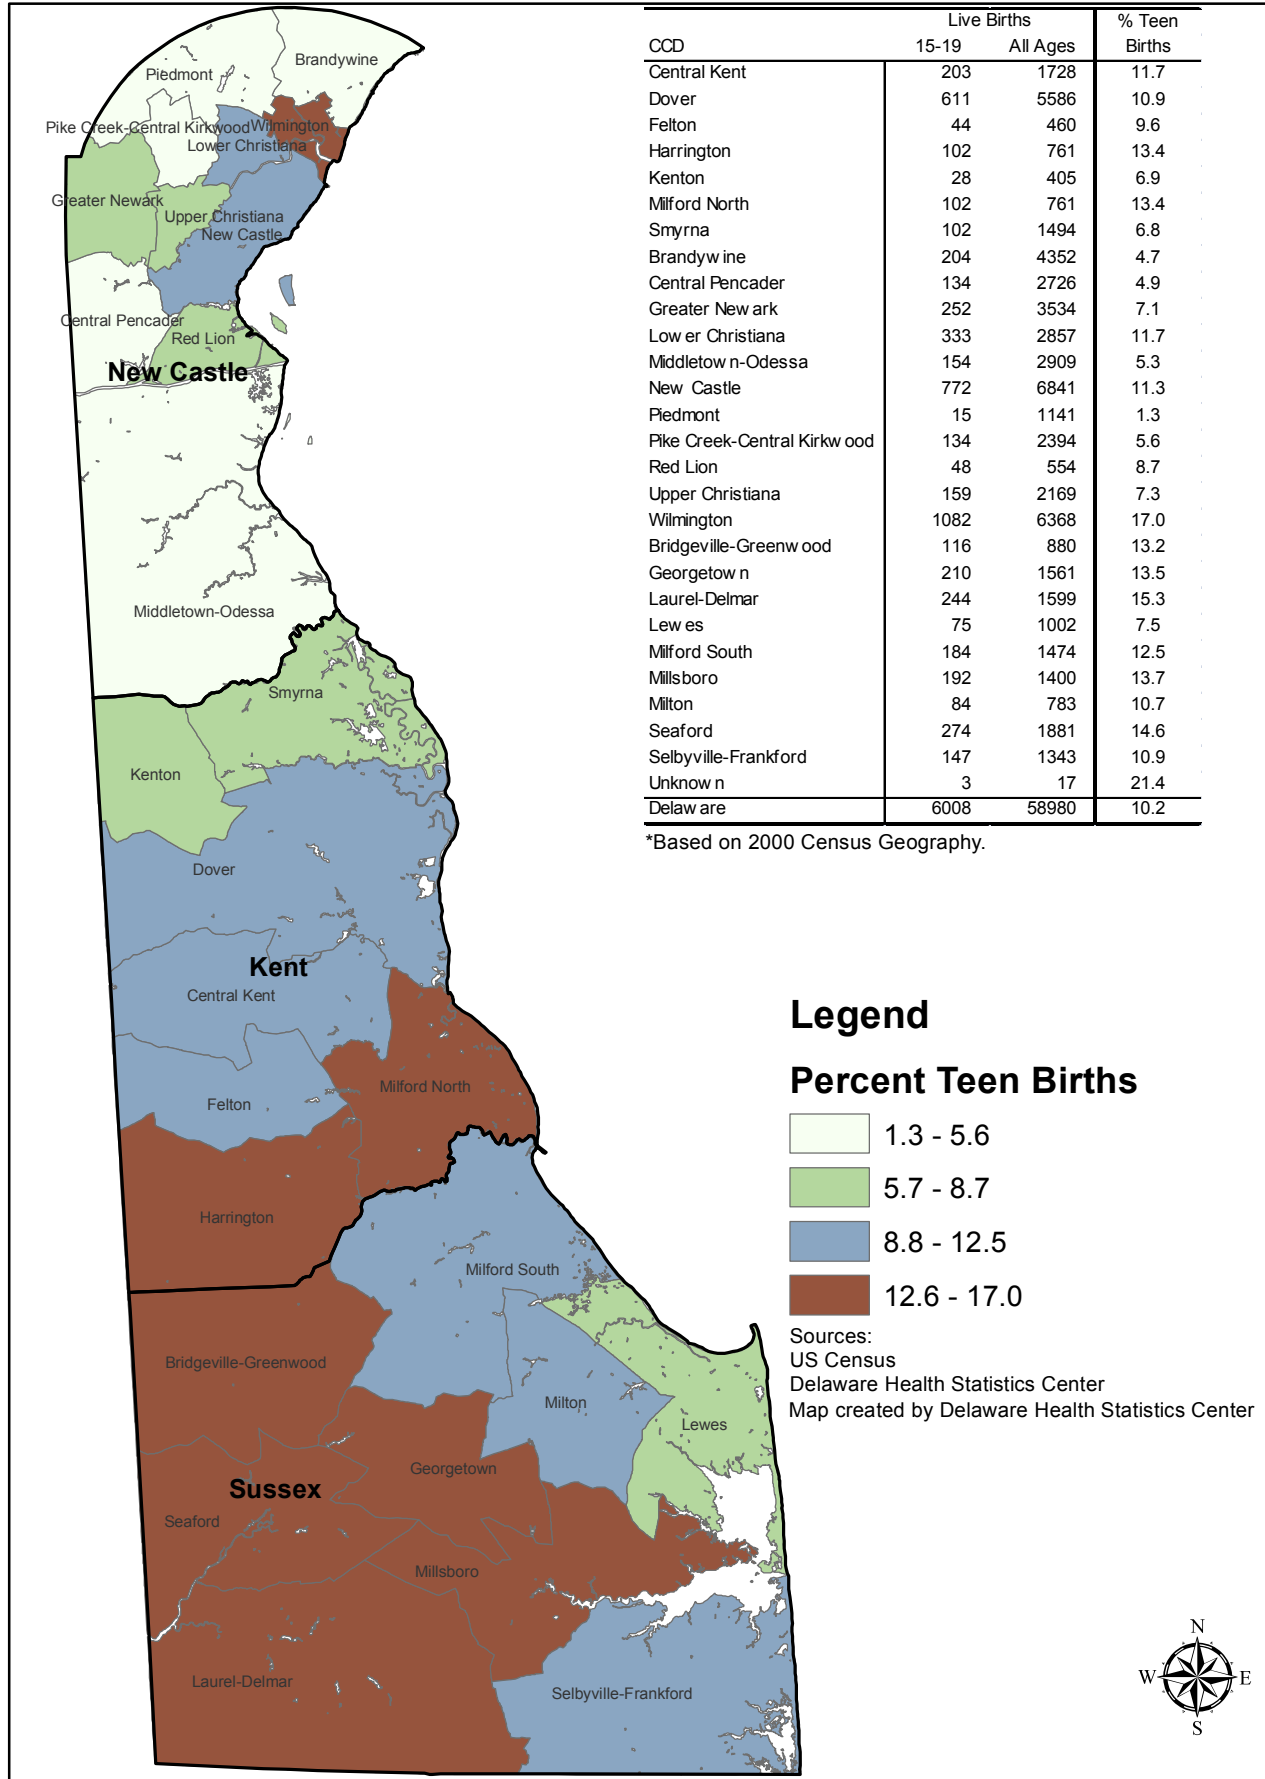 Live Births % Teen
CCD 15-19 All Ages Births
Central Kent 203 1728 11.7
Dover 611 5586 10.9
Felton 44 460 9.6
Harrington 102 761 13.4
Kenton 28 405 6.9
Milford North 102 761 13.4
Smyrna 102 1494 6.8
Brandywine 204 4352 4.7
Central Pencader 134 2726 4.9
Greater Newark 252 3534 7.1
Lower Christiana 333 2857 11.7
Middletown-Odessa 154 2909 5.3
New Castle 772 6841 11.3
Piedmont 15 1141 1.3
Pike Creek-Central Kirkwood 134 2394 5.6
Red Lion 48 554 8.7
Upper Christiana 159 2169 7.3
Wilmington 1082 6368 17.0
Bridgeville-Greenwood 116 880 13.2
Georgetown 210 1561 13.5
Laurel-Delmar 244 1599 15.3
Lewes 75 1002 7.5
Milford South 184 1474 12.5
Millsboro 192 1400 13.7
Milton 84 783 10.7
Seaford 274 1881 14.6
Selbyville-Frankford 147 1343 10.9
Unknown 3 17 21.4
Delaware 6008 58980 10.2
*Based on 2000 Census Geography.
Brandywine
Piedmont
Pike Creek-Central Kirkwood
Wilmington
Lower Christiana
Greater Newark
Upper Christiana
New Castle
Central Pencader
Red Lion
New Castle
Middletown-Odessa
Smyrna
Kenton
Dover
Kent
Central Kent
Milford North
Felton
Harrington
Milford South
Bridgeville-Greenwood
Milton
Lewes
Georgetown
Sussex
Seaford
Millsboro
Laurel-Delmar
Selbyville-Frankford
Legend
Percent Teen Births
1.3 - 5.6
5.7 - 8.7
8.8 - 12.5
12.6 - 17.0
Sources:
US Census
Delaware Health Statistics Center
Map created by Delaware Health Statistics Center
N
W E
S